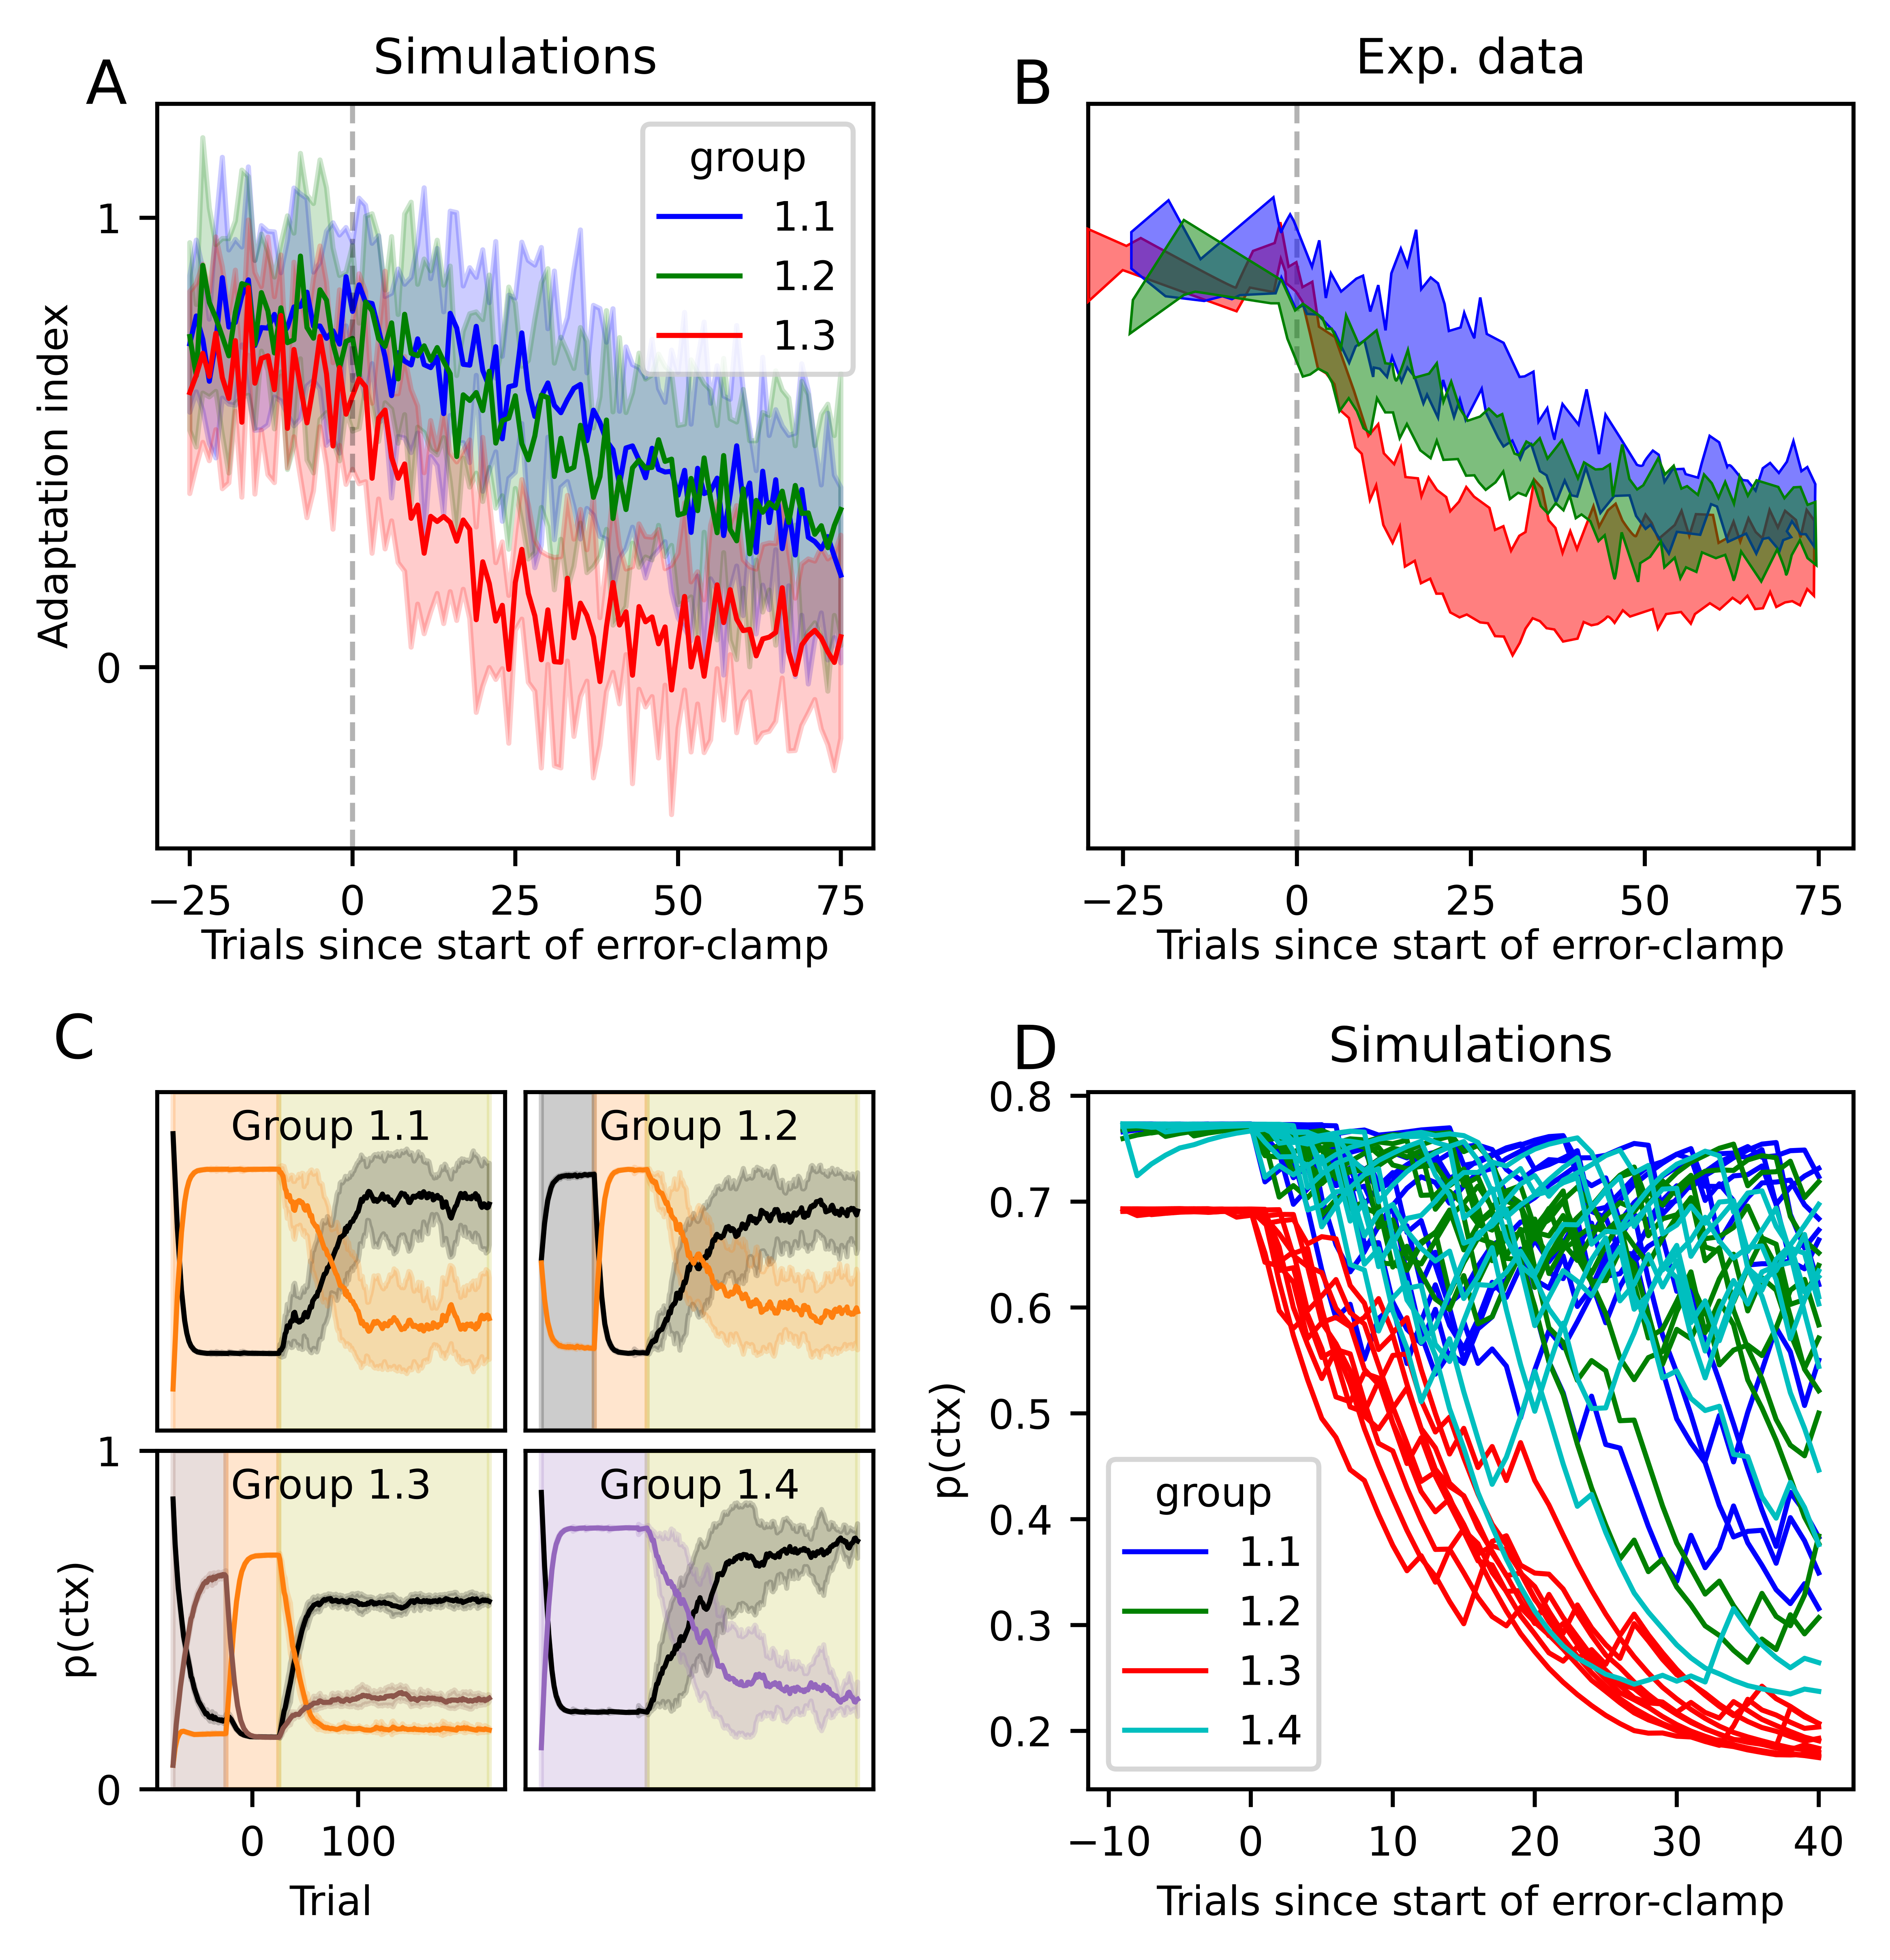 A
Simulations
1
0
Adaptation index
group
1.1
1.2
1.3
−25 0 25 50 75
Trials since start of error-clamp
B
Exp. data
−25 0 25 50 75
Trials since start of error-clamp
C
Group 1.1
Group 1.2
Group 1.3
Group 1.4
1
0
p(ctx)
0 100
Trial
D
Simulations
0.8
0.7
0.6
0.5
0.4
0.3
0.2
p(ctx)
group
1.1
1.2
1.3
1.4
−10 0 10 20 30 40
Trials since start of error-clamp